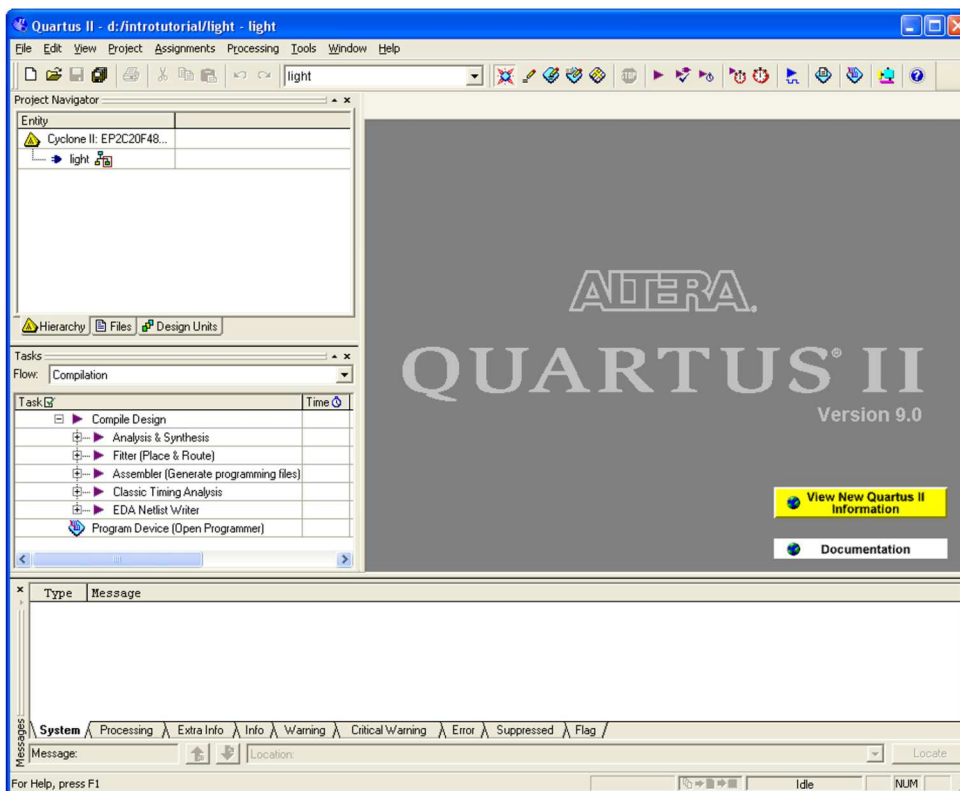 Quartus II - d:/introtutorial/light - light
File Edit View Project Assignments Processing Tools Window Help
light
Project Navigator
Entity
Cyclone II: EP2C20F48...
light
Hierarchy Files Design Units
Tasks
Flow: Compilation
Task Time
Compile Design
Analysis & Synthesis
Fitter (Place & Route)
Assembler (Generate programming files)
Classic Timing Analysis
EDA Netlist Writer
Program Device (Open Programmer)
ALTERA.
QUARTUS® II
Version 9.0
View New Quartus II
Information
Documentation
Type Message
System Processing Extra Info Info Warning Critical Warning Error Suppressed Flag
Messages
Message: Location: Locate
For Help, press F1 Idle NUM